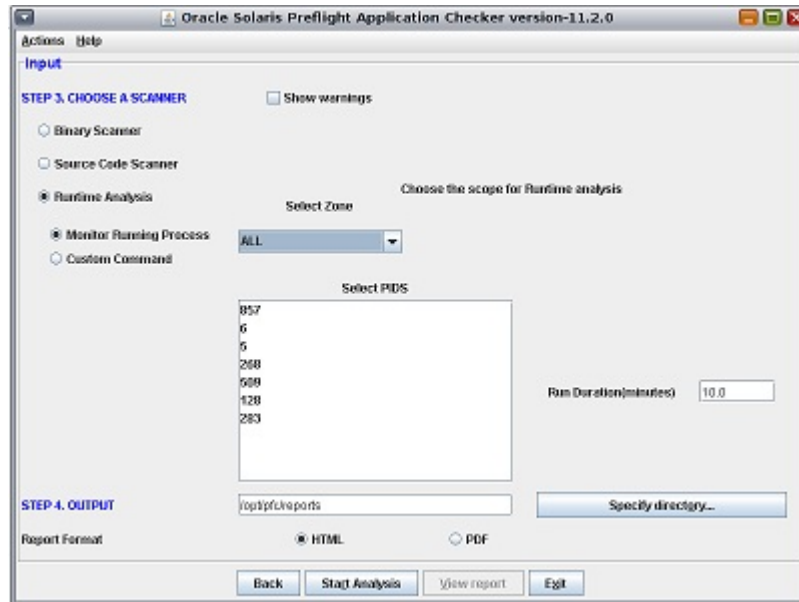 Oracle Solaris Preflight Application Checker version-11.2.0
Actions Help
Input
STEP 3. CHOOSE A SCANNER
Show warnings
Binary Scanner
Source Code Scanner
Runtime Analysis
Choose the scope for Runtime analysis
Select Zone
Monitor Running Process
ALL
Custom Command
Select PIDS
857
6
5
268
509
128
283
Run Duration(minutes) 10.0
STEP 4. OUTPUT
/opt/pfc/reports
Specify directory...
Report Format
HTML
PDF
Back Start Analysis View report Exit